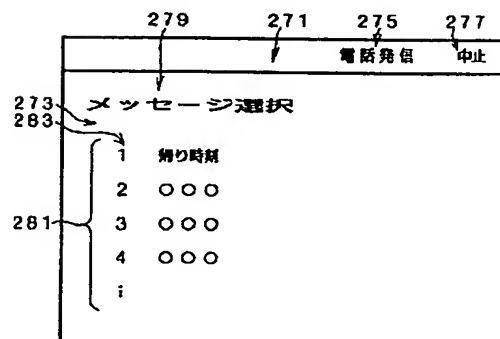 279 271 275 277
電話発信 中止
273 メッセージ選択
283
1 帰り時刻
2 ○○○
281 3 ○○○
4 ○○○
i